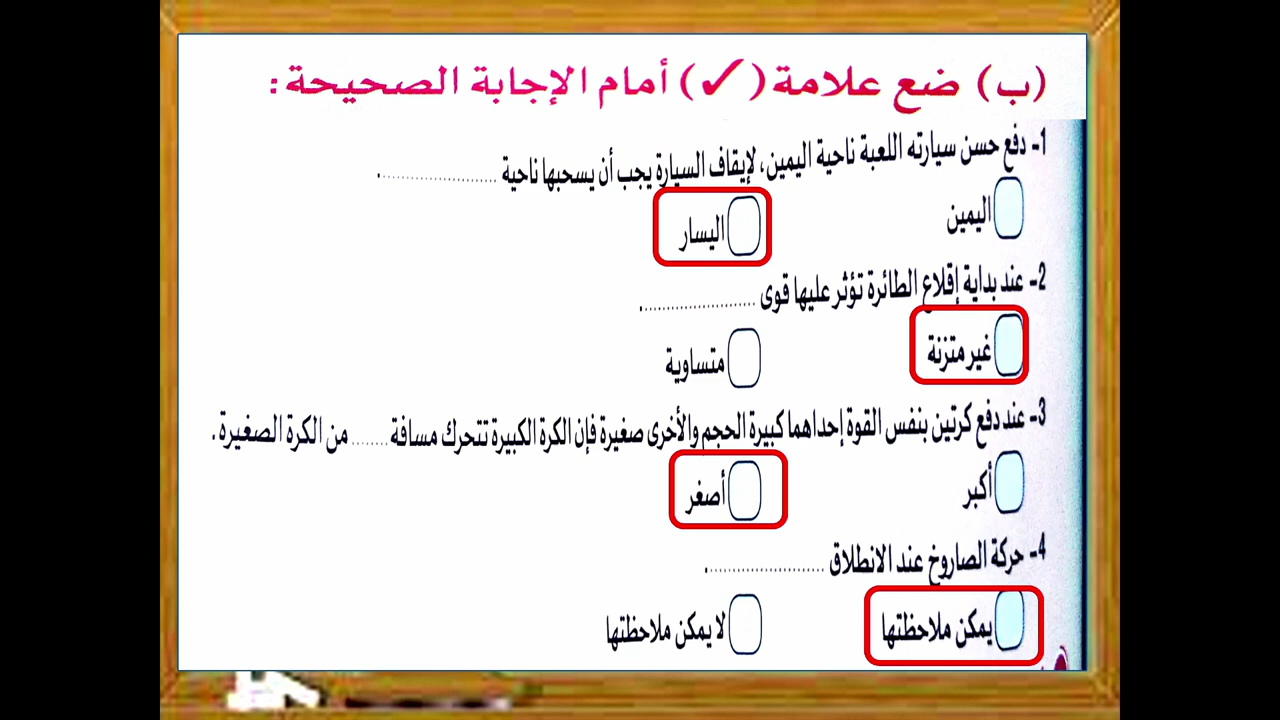 (ب) ضع علامة (✓) أمام الإجابة الصحيحة :
1- دفع حسن سيارته اللعبة ناحية اليمين، لإيقاف السيارة يجب أن يسحبها ناحية .....................
اليمين اليسار
2- عند بداية إقلاع الطائرة تؤثر عليها قوى .....................
غير متزنة متساوية
3- عند دفع كرتين بنفس القوة إحداهما كبيرة الحجم والأخرى صغيرة فإن الكرة الكبيرة تتحرك مسافة ....... من الكرة الصغيرة .
أكبر أصغر
4- حركة الصاروخ عند الانطلاق .....................
يمكن ملاحظتها لا يمكن ملاحظتها